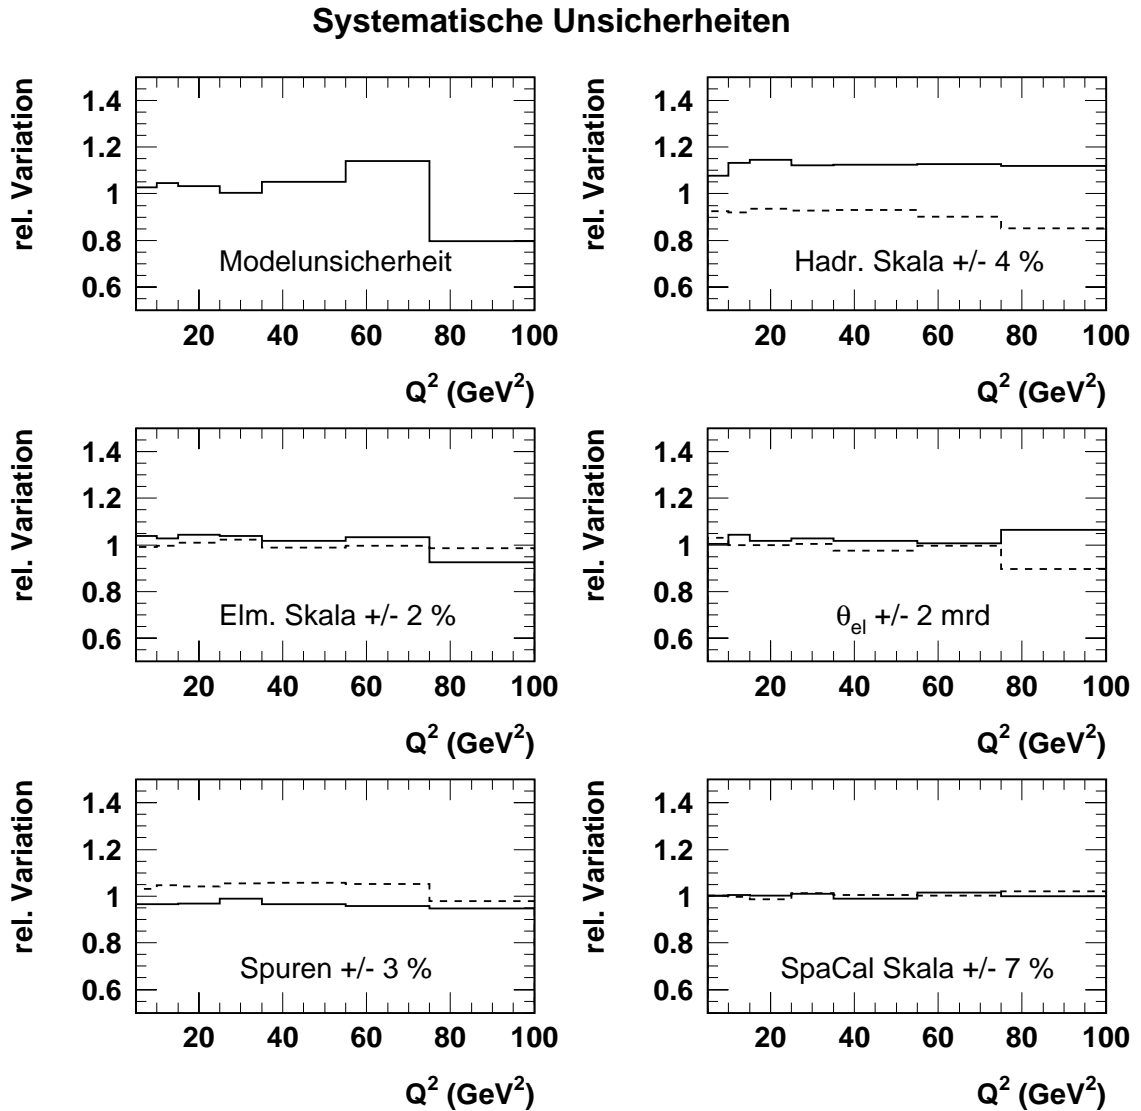 Systematische Unsicherheiten
rel. Variation
1.4
1.2
1
0.8
0.6
Modelunsicherheit
20 40 60 80 100
Q² (GeV²)
rel. Variation
1.4
1.2
1
0.8
0.6
Hadr. Skala +/- 4 %
20 40 60 80 100
Q² (GeV²)
rel. Variation
1.4
1.2
1
0.8
0.6
Elm. Skala +/- 2 %
20 40 60 80 100
Q² (GeV²)
rel. Variation
1.4
1.2
1
0.8
0.6
θel +/- 2 mrd
20 40 60 80 100
Q² (GeV²)
rel. Variation
1.4
1.2
1
0.8
0.6
Spuren +/- 3 %
20 40 60 80 100
Q² (GeV²)
rel. Variation
1.4
1.2
1
0.8
0.6
SpaCal Skala +/- 7 %
20 40 60 80 100
Q² (GeV²)